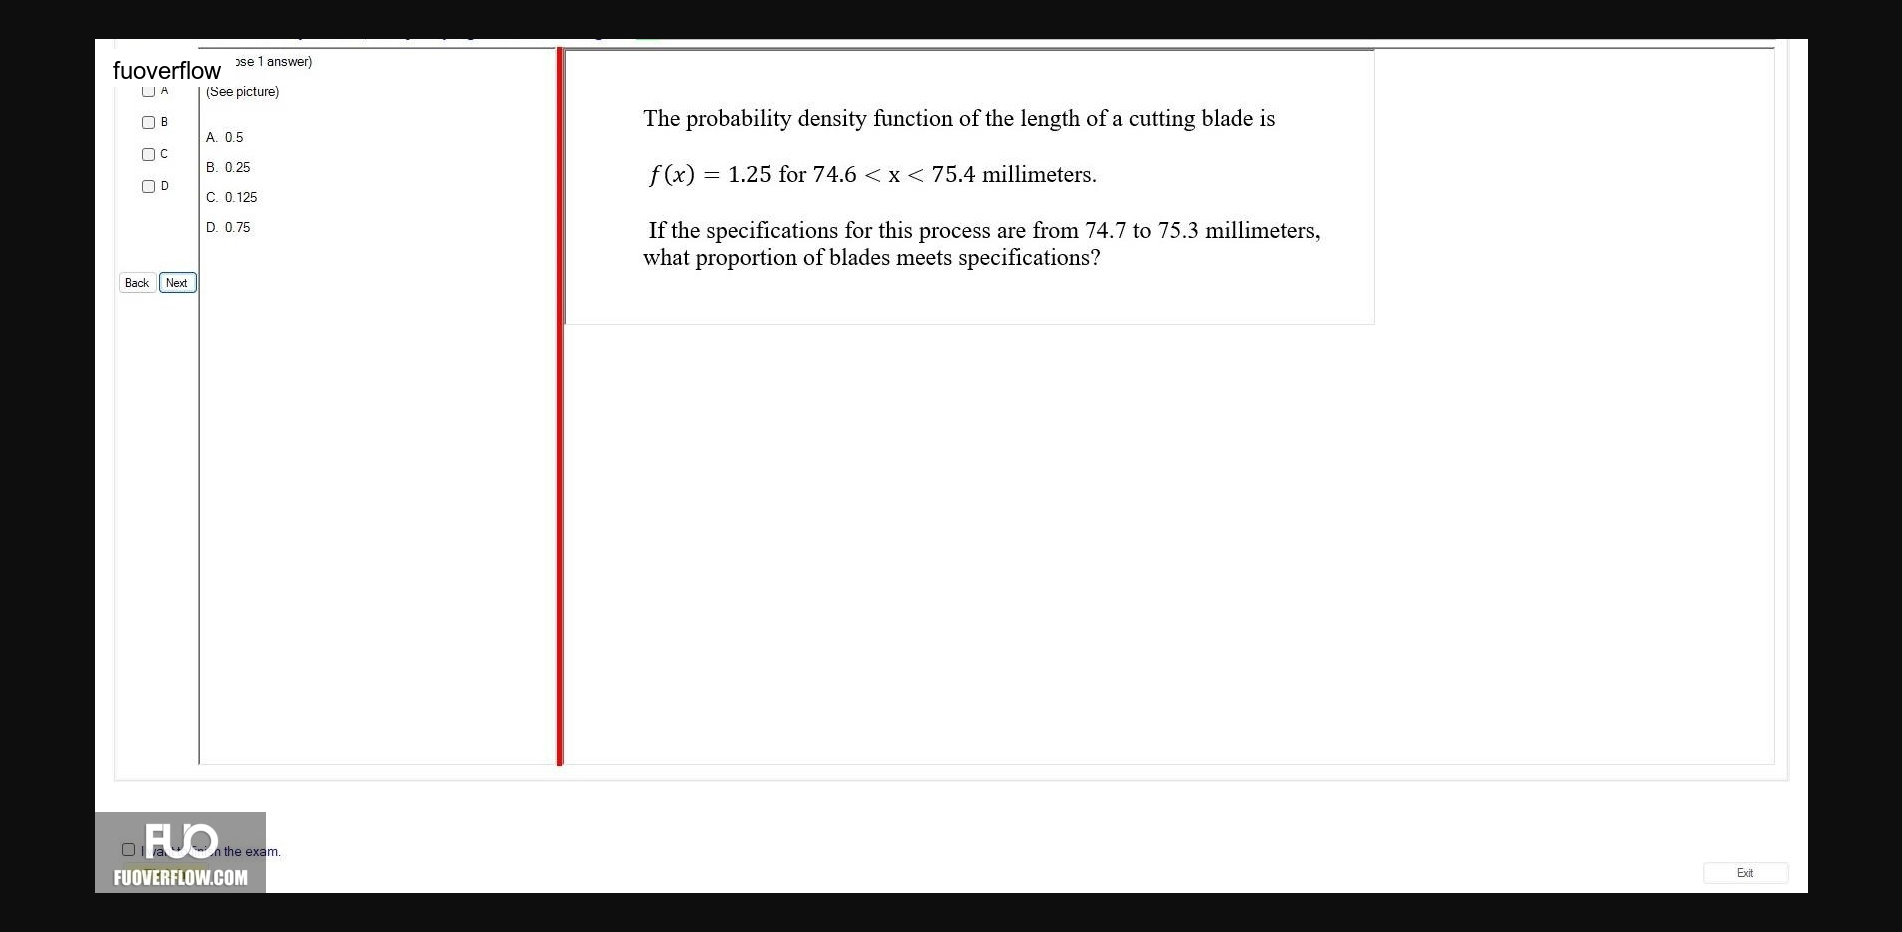 fuoverflow
ose 1 answer)
A
(See picture)
B
C
D
A. 0.5
B. 0.25
C. 0.125
D. 0.75
Back
Next
The probability density function of the length of a cutting blade is
f(x) = 1.25 for 74.6 < x < 75.4 millimeters.
If the specifications for this process are from 74.7 to 75.3 millimeters,
what proportion of blades meets specifications?
FUO
I want to finish the exam.
FUOVERFLOW.COM
Exit